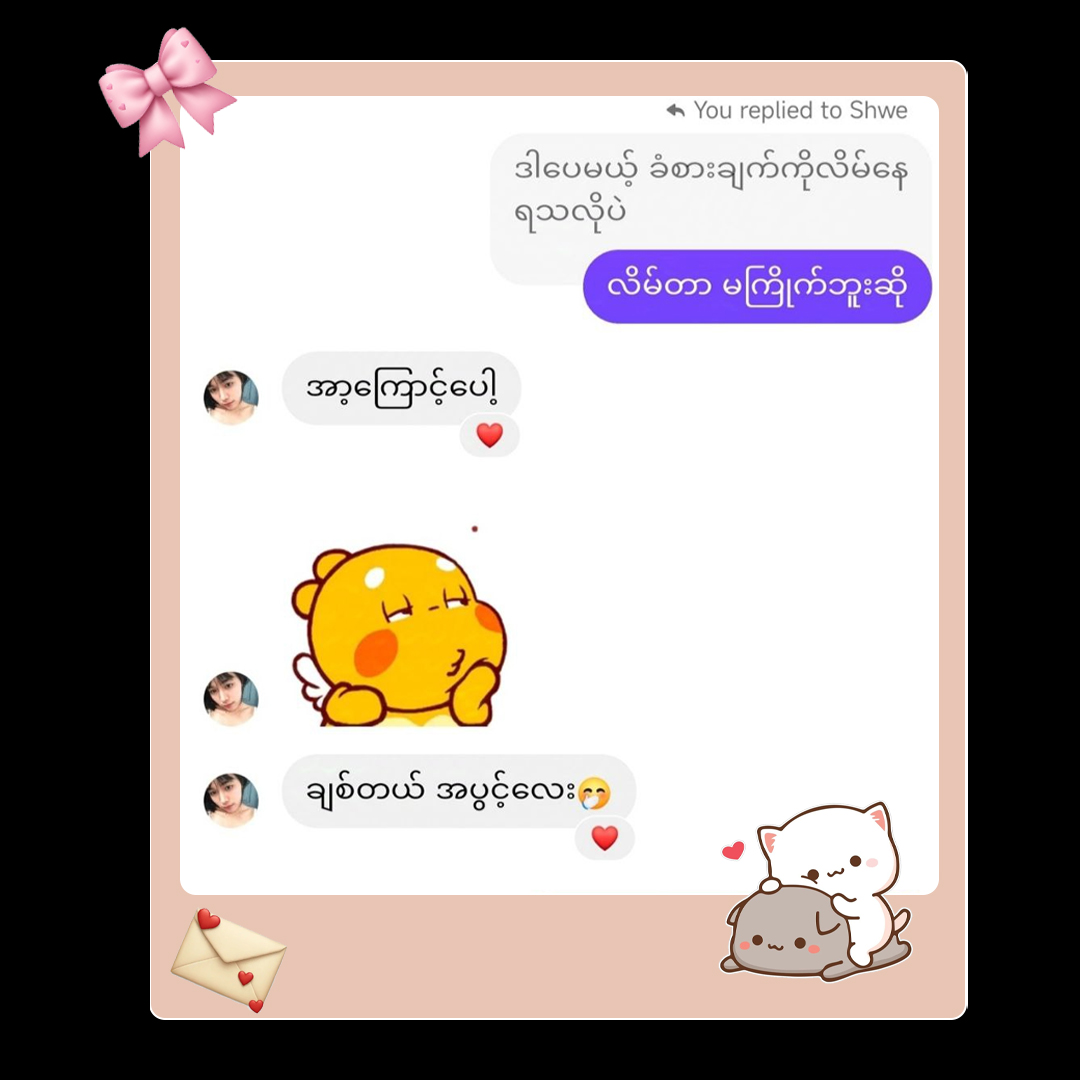 You replied to Shwe
ဒါပေမယ့် ခံစားချက်ကိုလိမ်နေ
ရသလိုပဲ
လိမ်တာ မကြိုက်ဘူးဆို
အာ့ကြောင့်ပေါ့
ချစ်တယ် အပွင့်လေး🤭